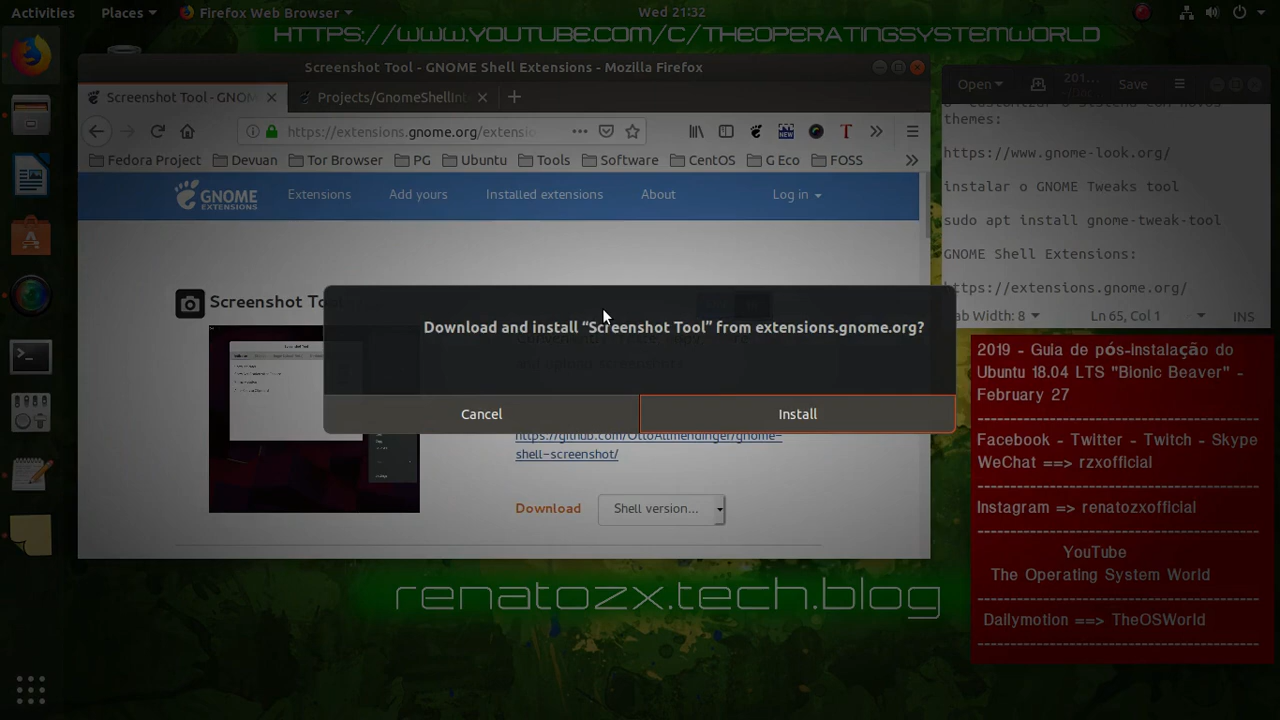 Activities
Places
Firefox Web Browser
Wed 21:32
HTTPS://WWW.YOUTUBE.COM/C/THEOPERATINGSYSTEMWORLD
Screenshot Tool - GNOME Shell Extensions - Mozilla Firefox
Screenshot Tool - GNOM
Projects/GnomeShellInt
https://extensions.gnome.org/extensio
Fedora Project
Devuan
Tor Browser
PG
Ubuntu
Tools
Software
CentOS
G Eco
FOSS
GNOME
EXTENSIONS
Extensions
Add yours
Installed extensions
About
Log in
Screenshot Tool
Download and install “Screenshot Tool” from extensions.gnome.org?
Cancel
Install
https://github.com/OttoAllmendinger/gnome-
shell-screenshot/
Download
Shell version...
Open
201...
Save
o customizar o sistema com novos
themes:
https://www.gnome-look.org/
instalar o GNOME Tweaks tool
sudo apt install gnome-tweak-tool
GNOME Shell Extensions:
https://extensions.gnome.org/
ab Width: 8
Ln 65, Col 1
INS
2019 - Guia de pós-Instalação do
Ubuntu 18.04 LTS "Bionic Beaver" -
February 27
Facebook - Twitter - Twitch - Skype
WeChat ==> rzxofficial
Instagram => renatozxofficial
YouTube
The Operating System World
Dallymotion ==> TheOSWorld
renatozx.tech.blog